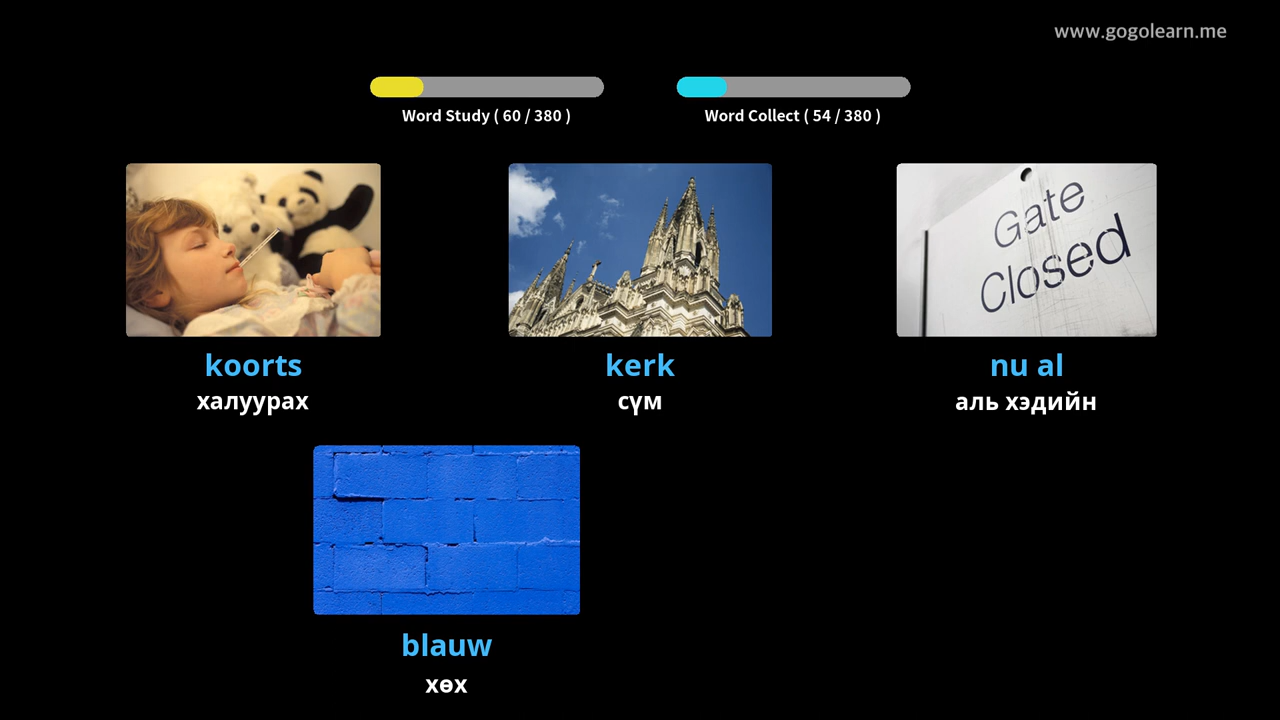 www.gogolearn.me
Word Study ( 60 / 380 )
Word Collect ( 54 / 380 )
Gate
Closed
koorts
халуурах
kerk
сүм
nu al
аль хэдийн
blauw
хөх